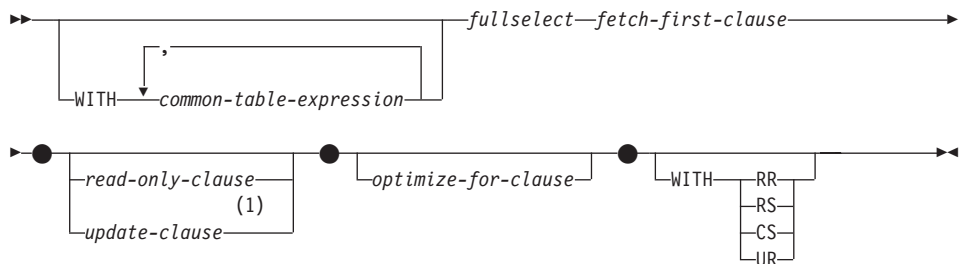 fullselect fetch-first-clause
,
WITH common-table-expression
read-only-clause
(1)
update-clause
optimize-for-clause
WITH RR
RS
CS
UR